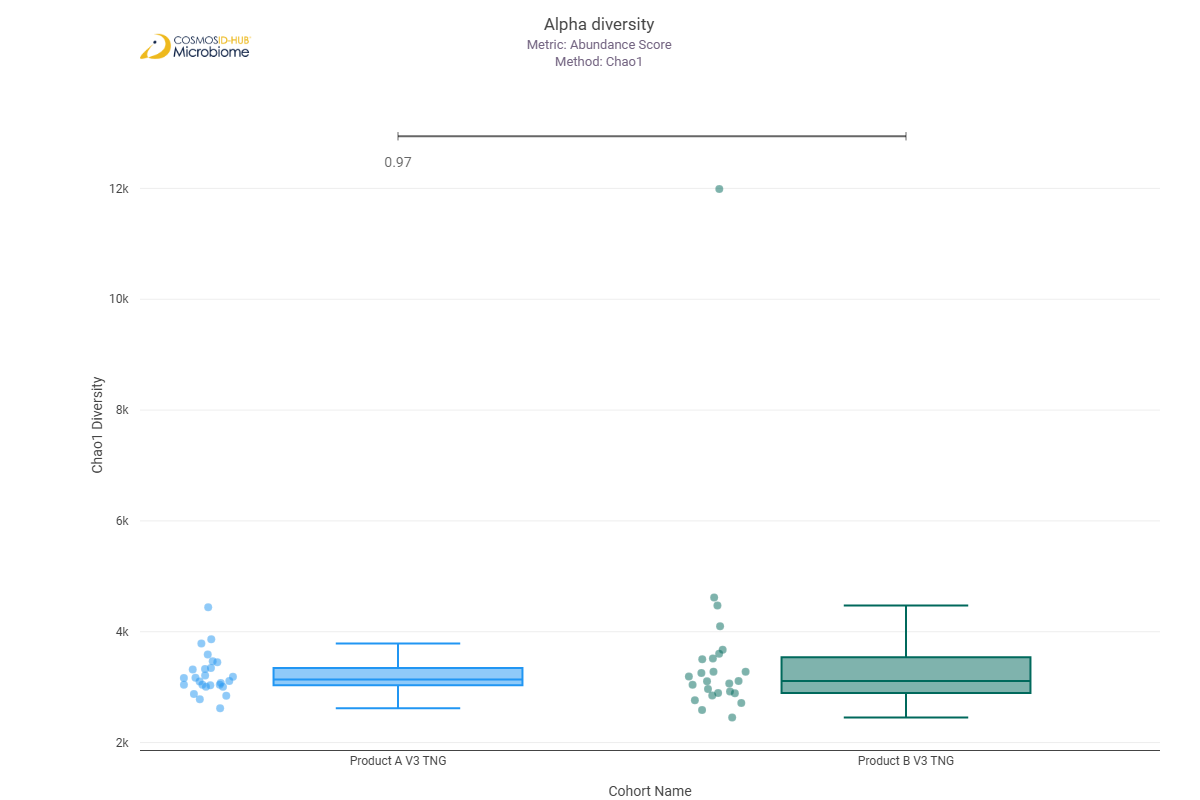 Alpha diversity
Metric: Abundance Score
Method: Chao1
COSMOSID-HUB
Microbiome
0.97
12k
10k
8k
6k
4k
2k
Chao1 Diversity
Product A V3 TNG
Product B V3 TNG
Cohort Name